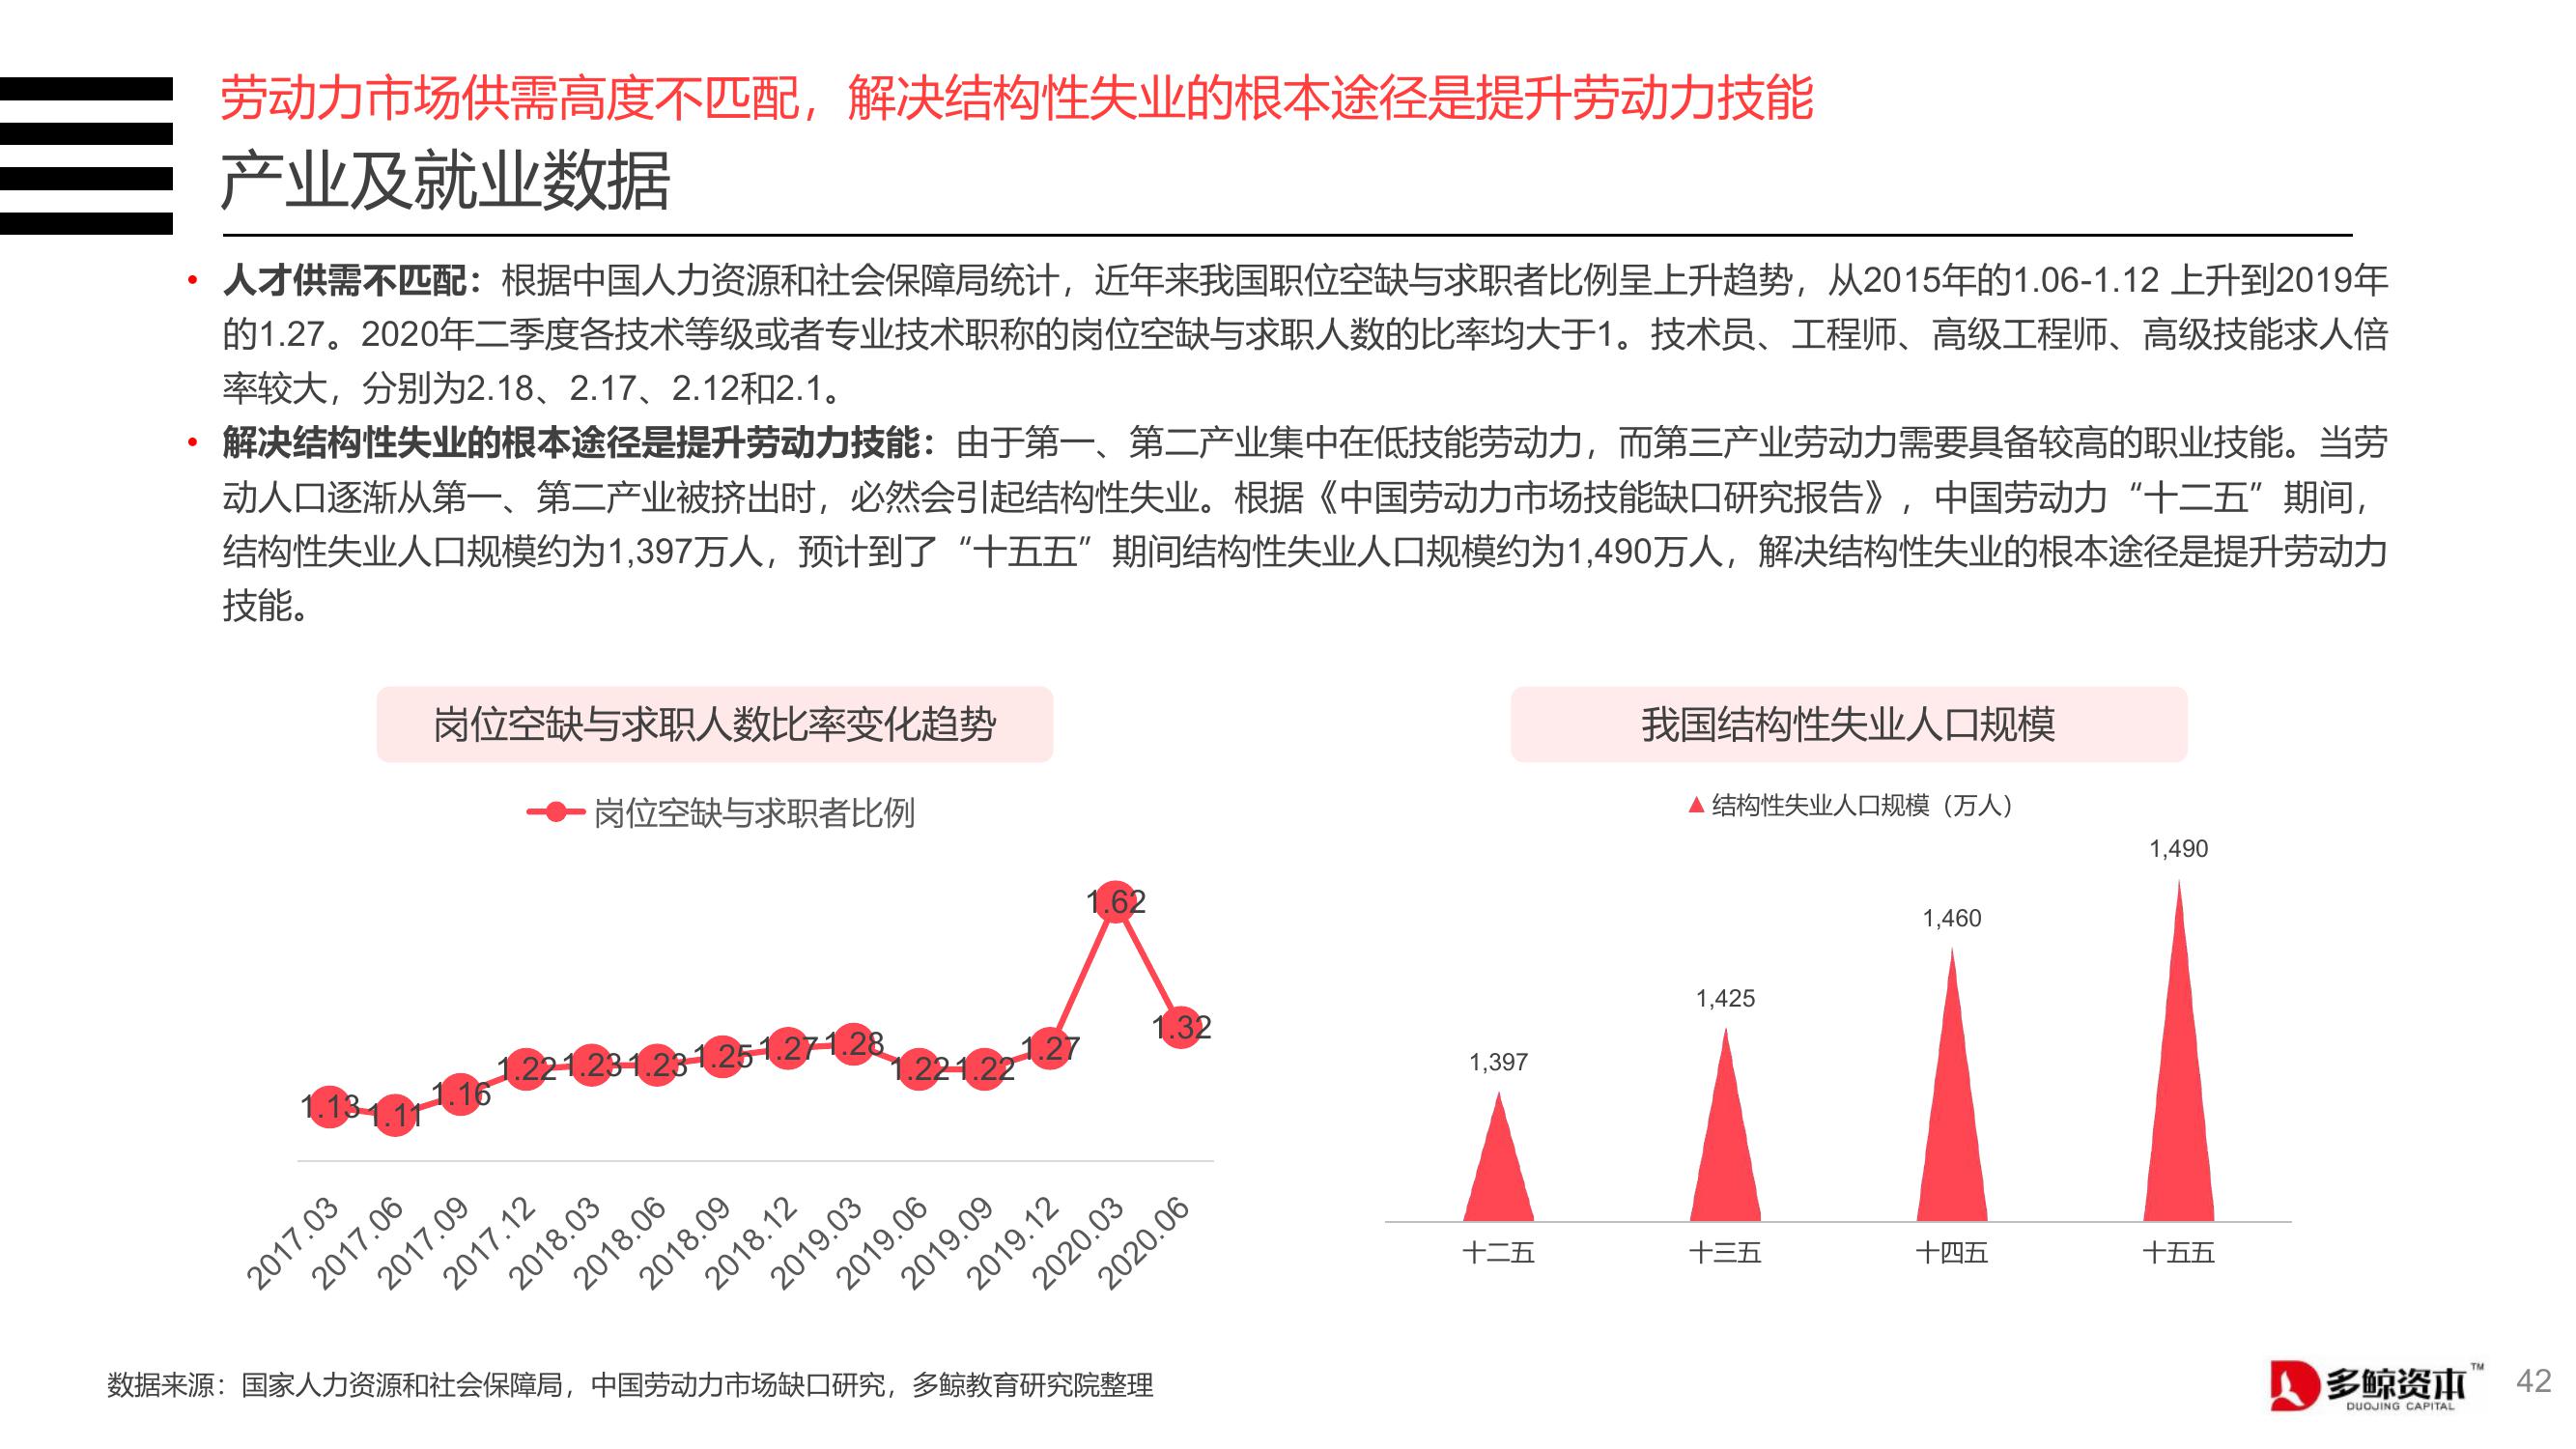 劳动力市场供需高度不匹配，解决结构性失业的根本途径是提升劳动力技能
产业及就业数据
• 人才供需不匹配：根据中国人力资源和社会保障局统计，近年来我国职位空缺与求职者比例呈上升趋势，从2015年的1.06-1.12 上升到2019年
的1.27。2020年二季度各技术等级或者专业技术职称的岗位空缺与求职人数的比率均大于1。技术员、工程师、高级工程师、高级技能求人倍
率较大，分别为2.18、2.17、2.12和2.1。
• 解决结构性失业的根本途径是提升劳动力技能：由于第一、第二产业集中在低技能劳动力，而第三产业劳动力需要具备较高的职业技能。当劳
动人口逐渐从第一、第二产业被挤出时，必然会引起结构性失业。根据《中国劳动力市场技能缺口研究报告》，中国劳动力“十二五”期间，
结构性失业人口规模约为1,397万人，预计到了“十五五”期间结构性失业人口规模约为1,490万人，解决结构性失业的根本途径是提升劳动力
技能。
岗位空缺与求职人数比率变化趋势
岗位空缺与求职者比例
1.13 1.11 1.16 1.22 1.23 1.23 1.25 1.27 1.28 1.22 1.22 1.27 1.62 1.32
2017.03 2017.06 2017.09 2017.12 2018.03 2018.06 2018.09 2018.12 2019.03 2019.06 2019.09 2019.12 2020.03 2020.06
我国结构性失业人口规模
结构性失业人口规模（万人）
1,397 1,425 1,460 1,490
十二五 十三五 十四五 十五五
数据来源：国家人力资源和社会保障局，中国劳动力市场缺口研究，多鲸教育研究院整理
多鲸资本™
DUOJING CAPITAL
42